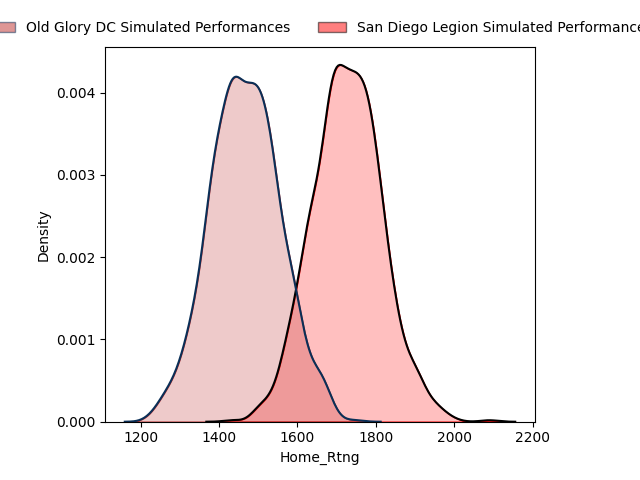 Old Glory DC Simulated Performances San Diego Legion Simulated Performance
0.004
0.003
0.002
0.001
0.000
Density
1200 1400 1600 1800 2000 2200
Home_Rtng